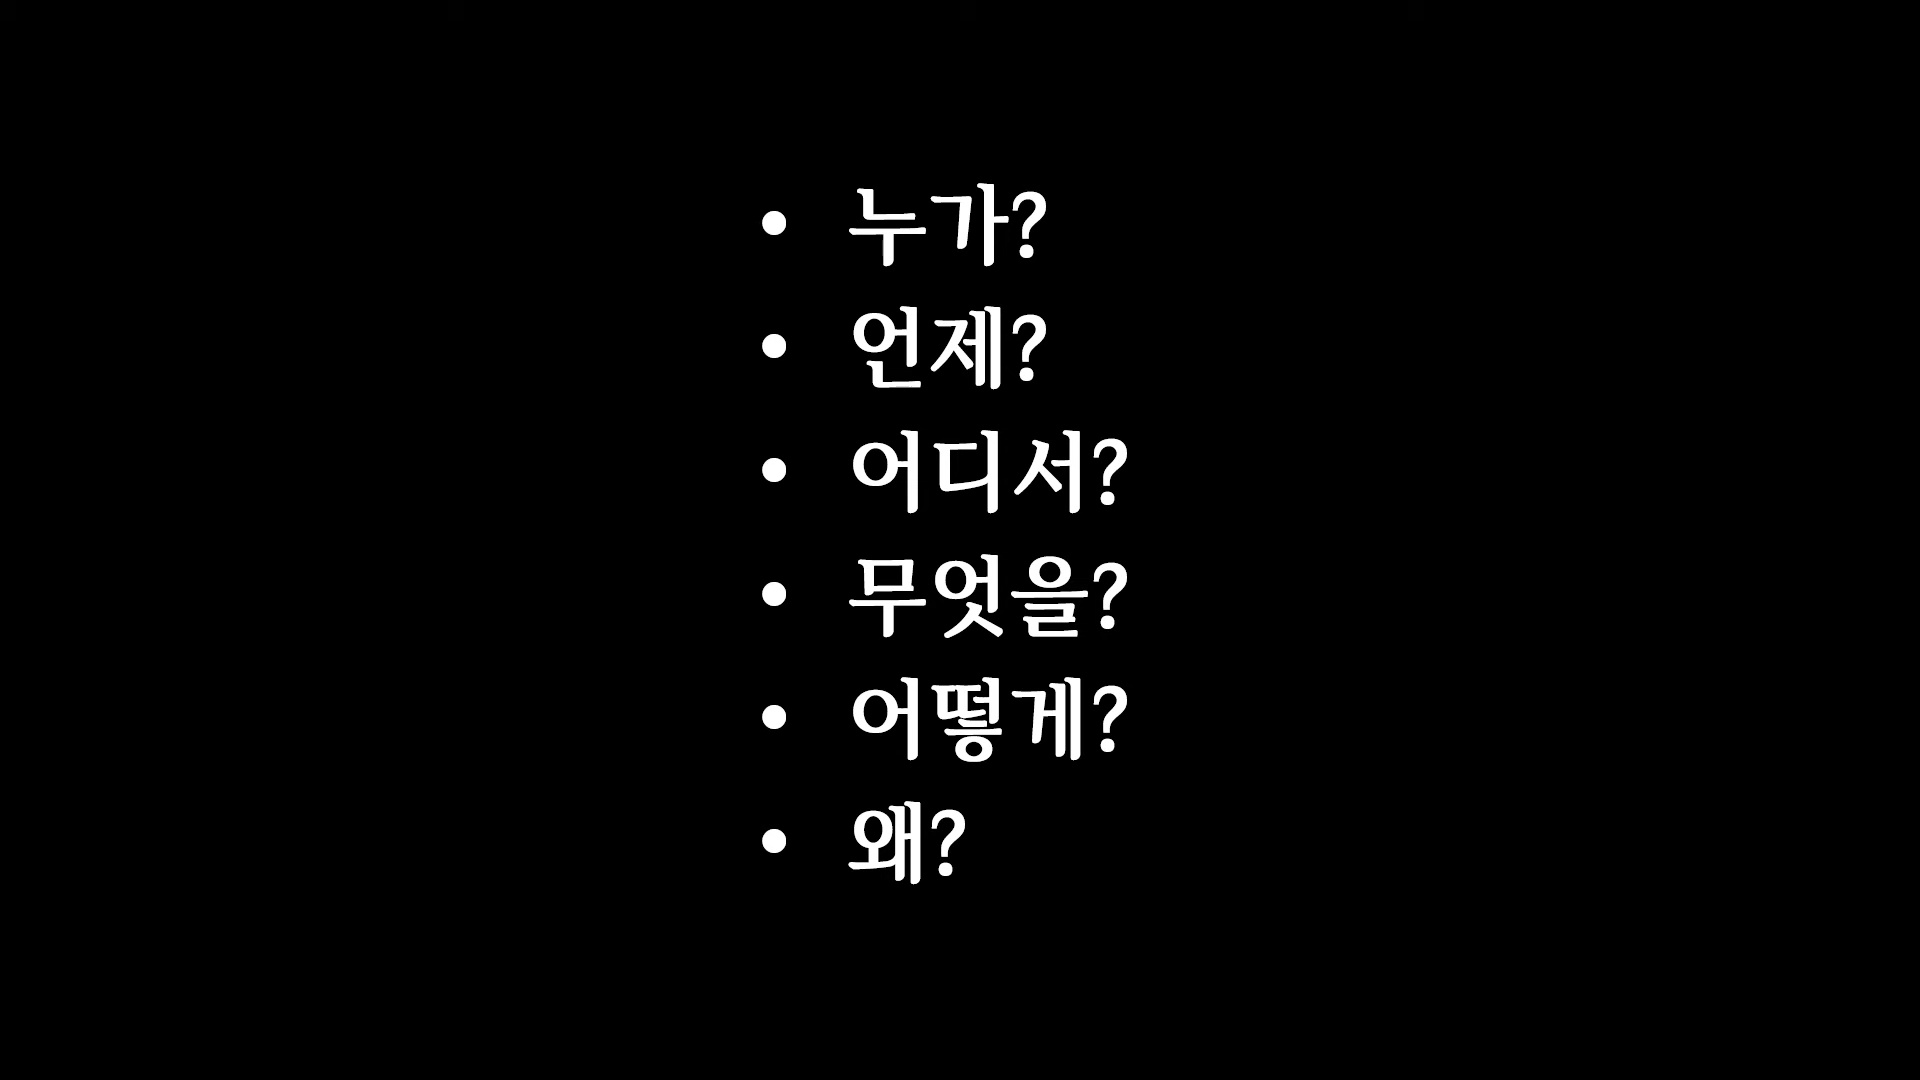 • 누가?
• 언제?
• 어디서?
• 무엇을?
• 어떻게?
• 왜?